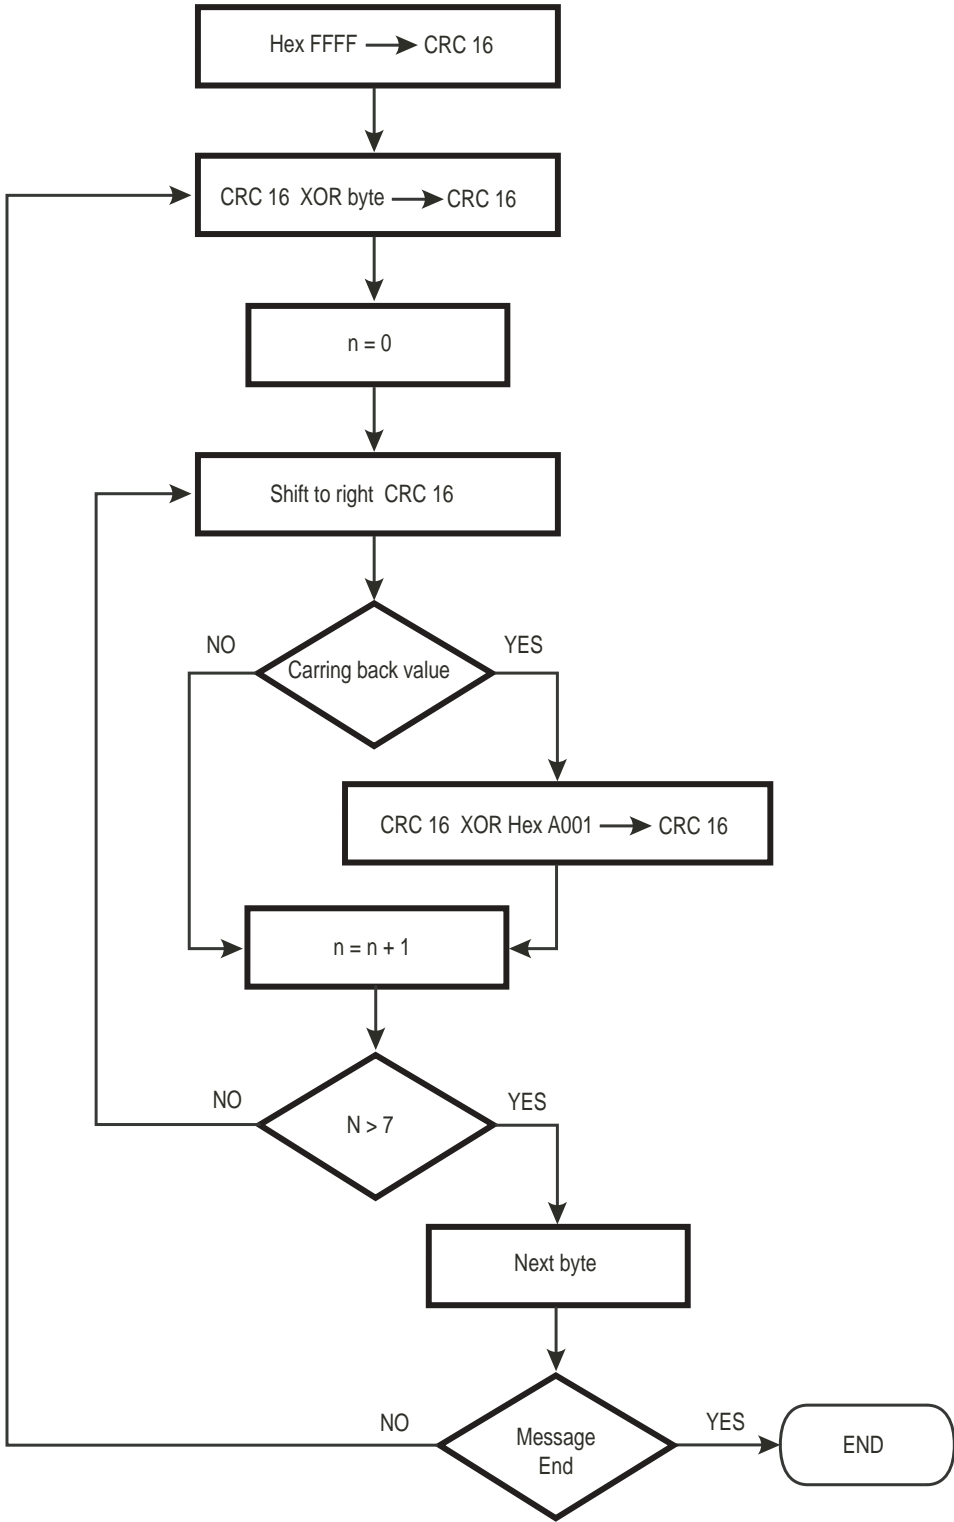 Hex FFFF → CRC 16
CRC 16 XOR byte → CRC 16
n = 0
Shift to right CRC 16
NO
YES
Carring back value
CRC 16 XOR Hex A001 → CRC 16
n = n + 1
NO
YES
N > 7
Next byte
NO
YES
Message
End
END